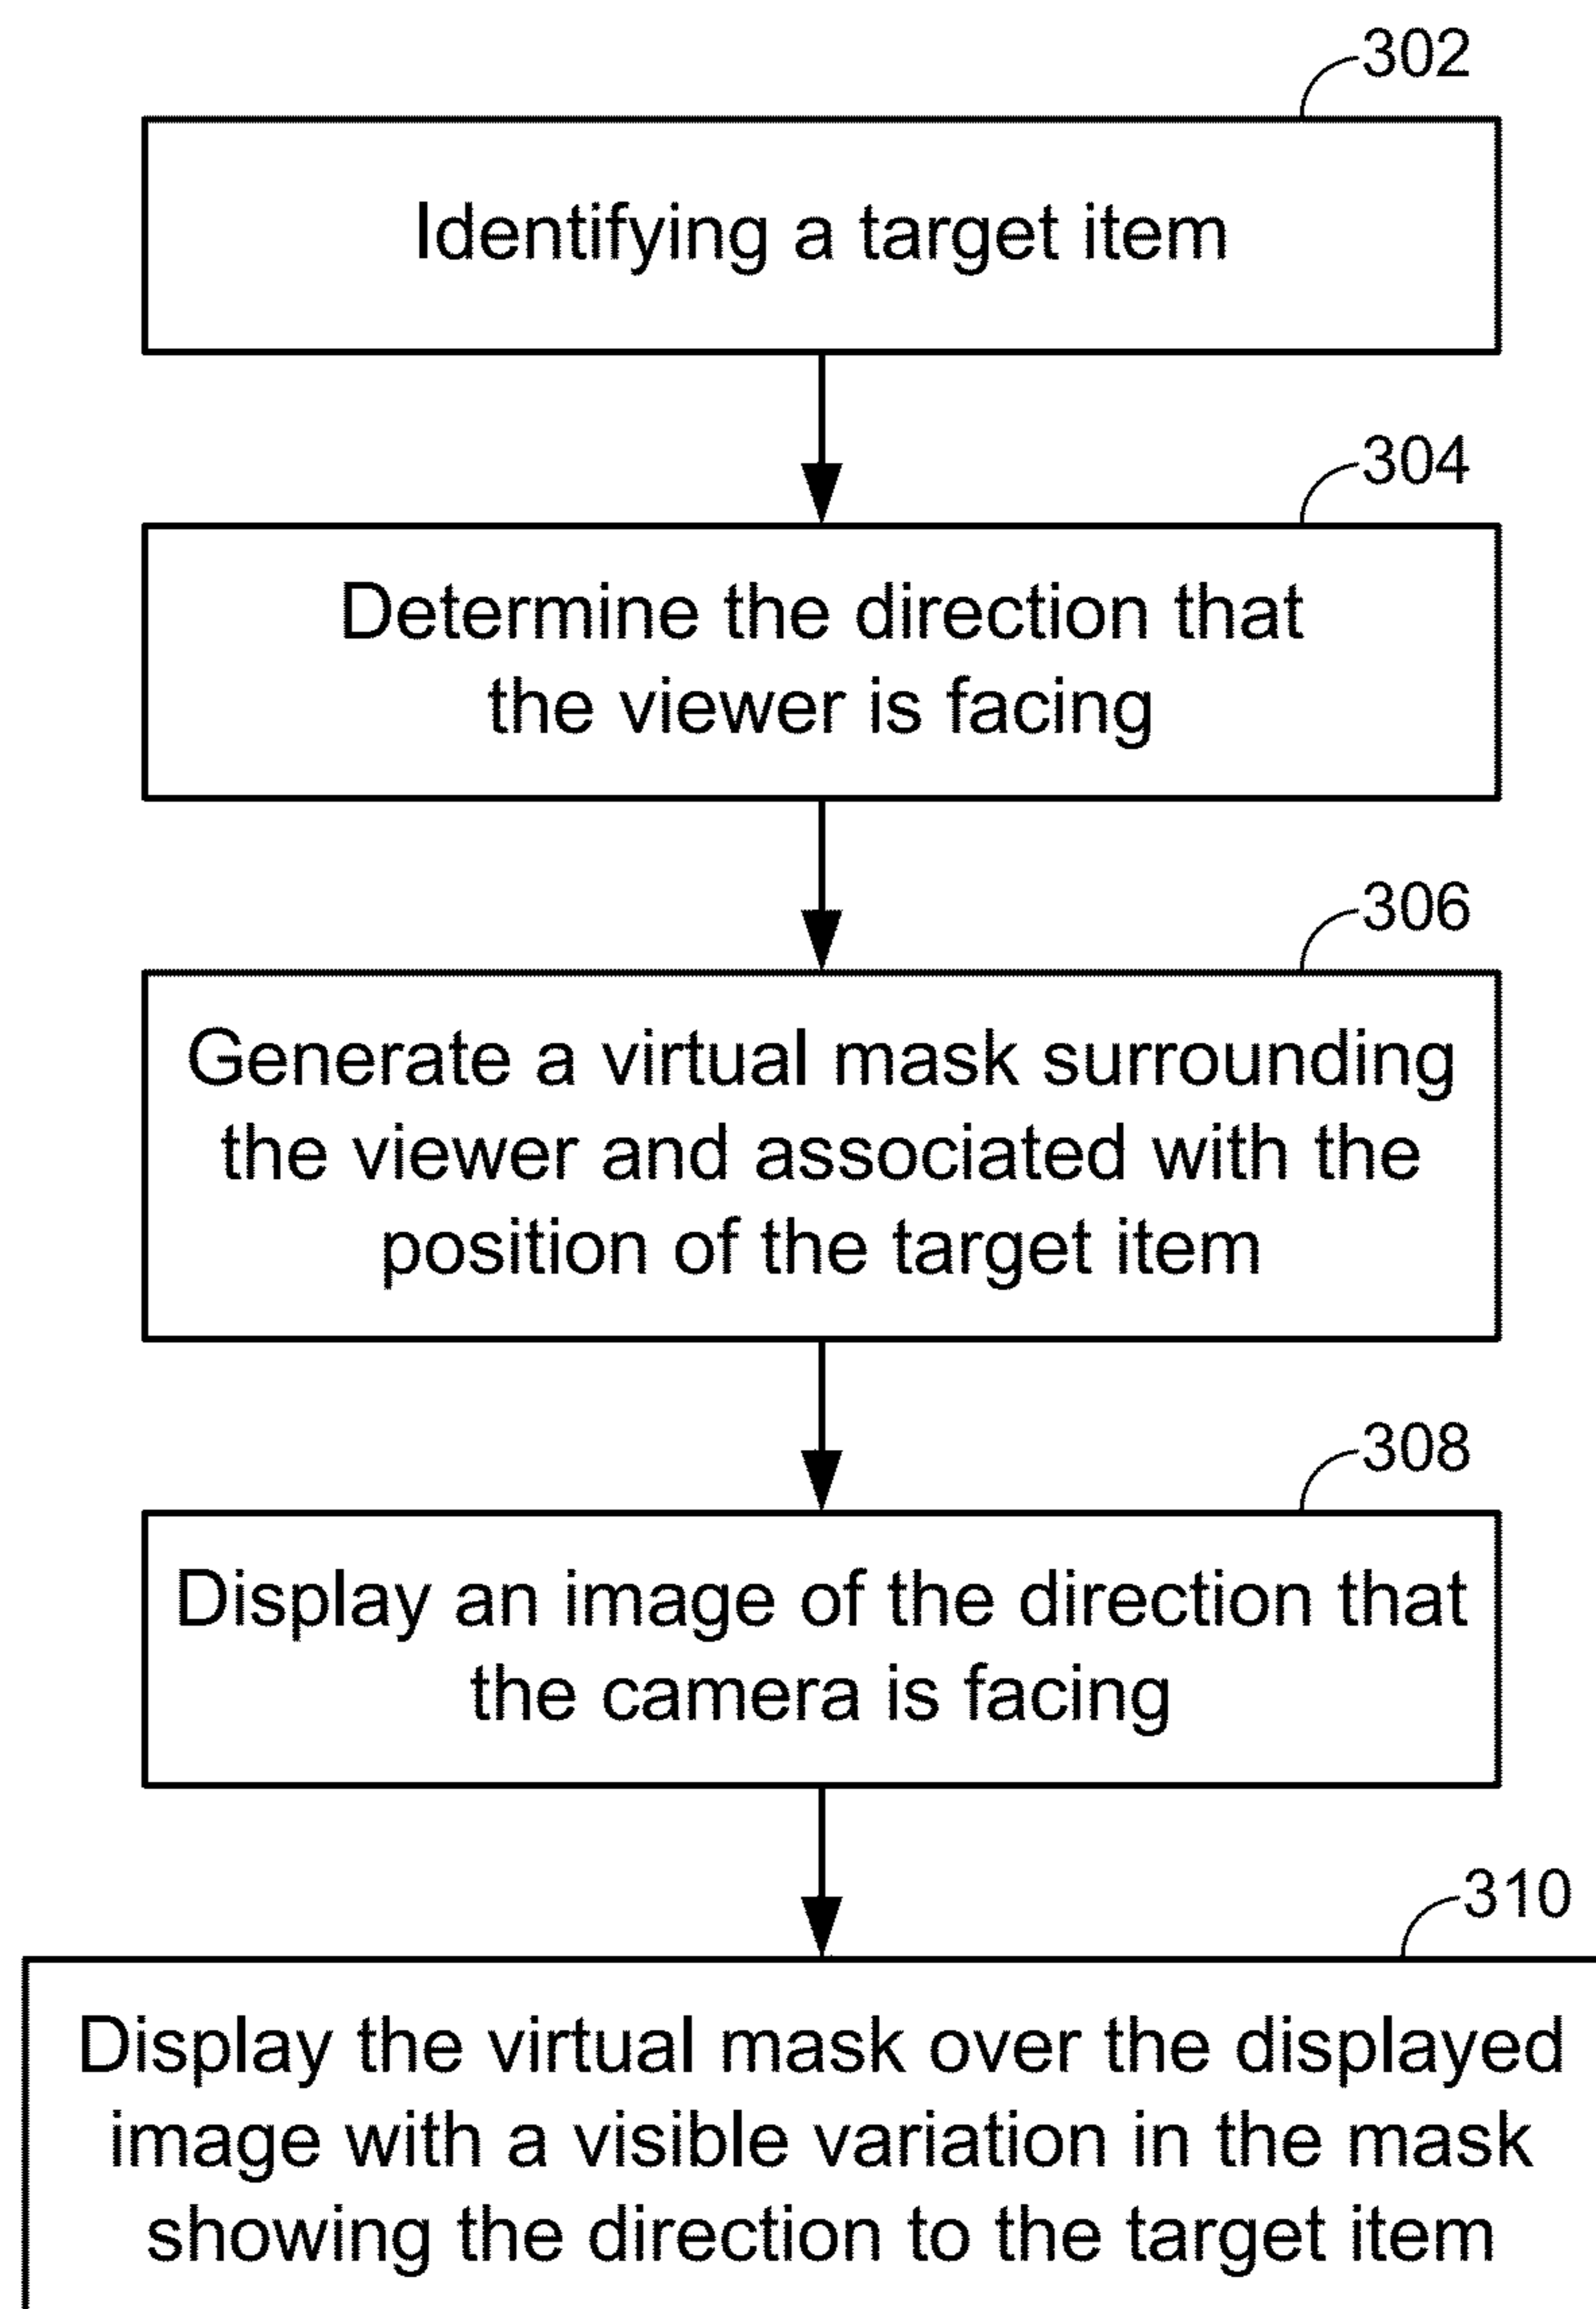 302
Identifying a target item
304
Determine the direction that
the viewer is facing
306
Generate a virtual mask surrounding
the viewer and associated with the
position of the target item
308
Display an image of the direction that
the camera is facing
310
Display the virtual mask over the displayed
image with a visible variation in the mask
showing the direction to the target item